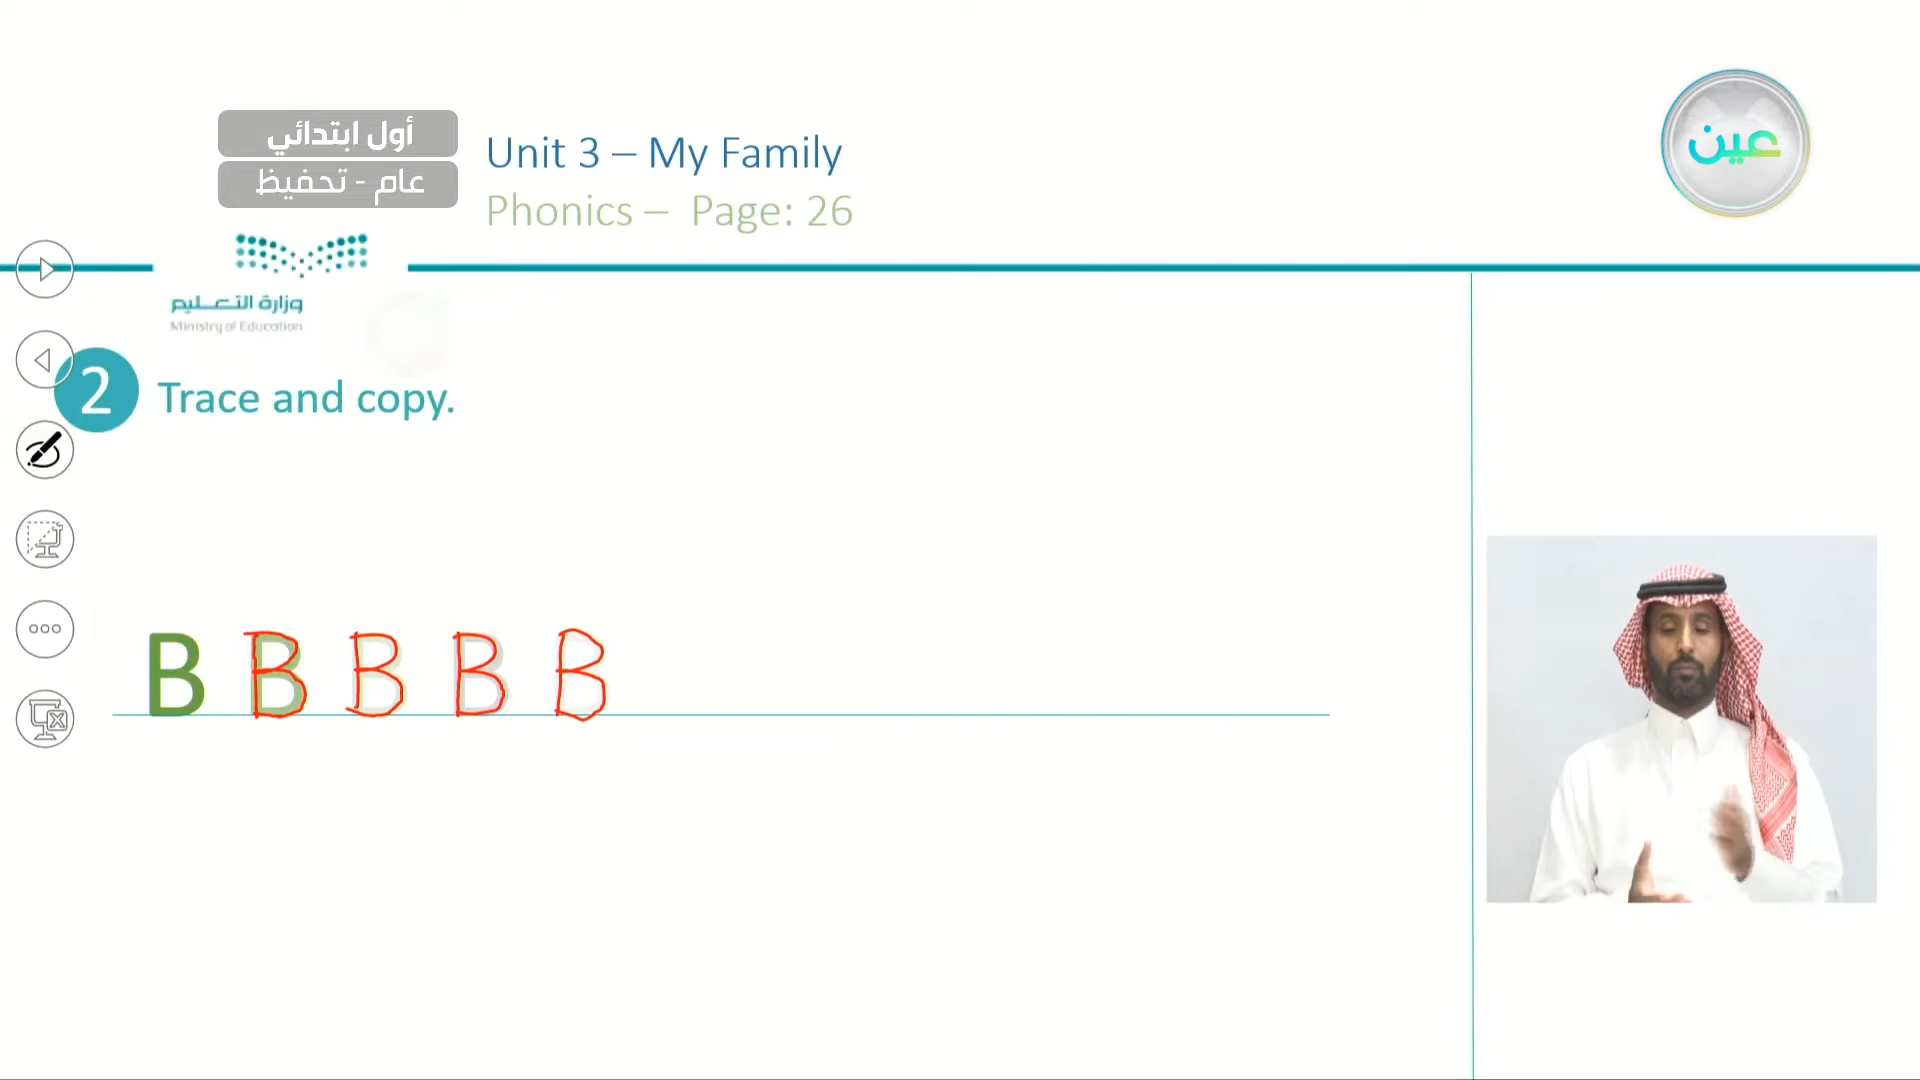 أول ابتدائي
عام - تحفيظ
Unit 3 – My Family
Phonics – Page: 26
عين
وزارة التعليم
Ministry of Education
2 Trace and copy.
B B B B B